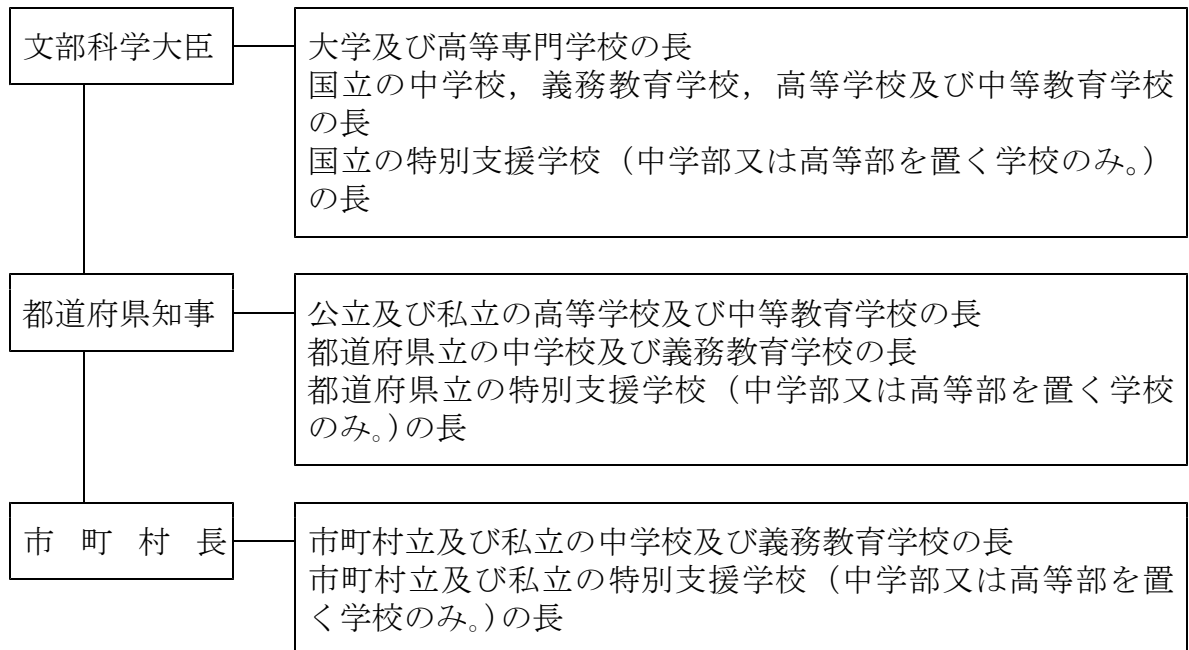 文部科学大臣
大学及び高等専門学校の長
国立の中学校，義務教育学校，高等学校及び中等教育学校
の長
国立の特別支援学校（中学部又は高等部を置く学校のみ。）
の長
都道府県知事
公立及び私立の高等学校及び中等教育学校の長
都道府県立の中学校及び義務教育学校の長
都道府県立の特別支援学校（中学部又は高等部を置く学校
のみ。）の長
市町村長
市町村立及び私立の中学校及び義務教育学校の長
市町村立及び私立の特別支援学校（中学部又は高等部を置
く学校のみ。）の長